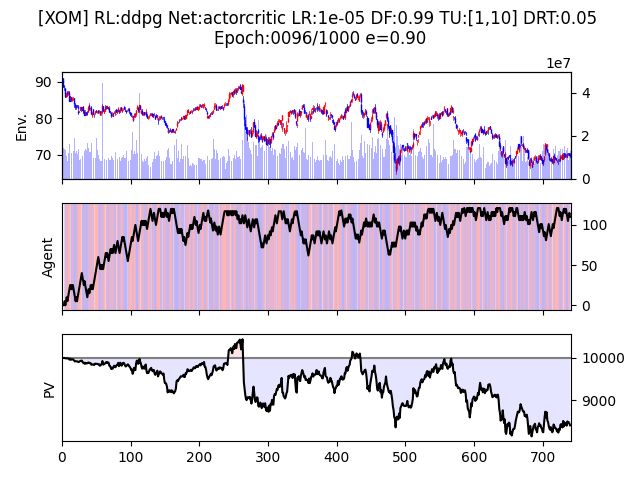 [XOM] RL:ddpg Net:actorcritic LR:1e-05 DF:0.99 TU:[1,10] DRT:0.05
Epoch:0096/1000 e=0.90
1e7
90
80
70
Env.
4
2
0
Agent
100
50
0
PV
10000
9000
0 100 200 300 400 500 600 700